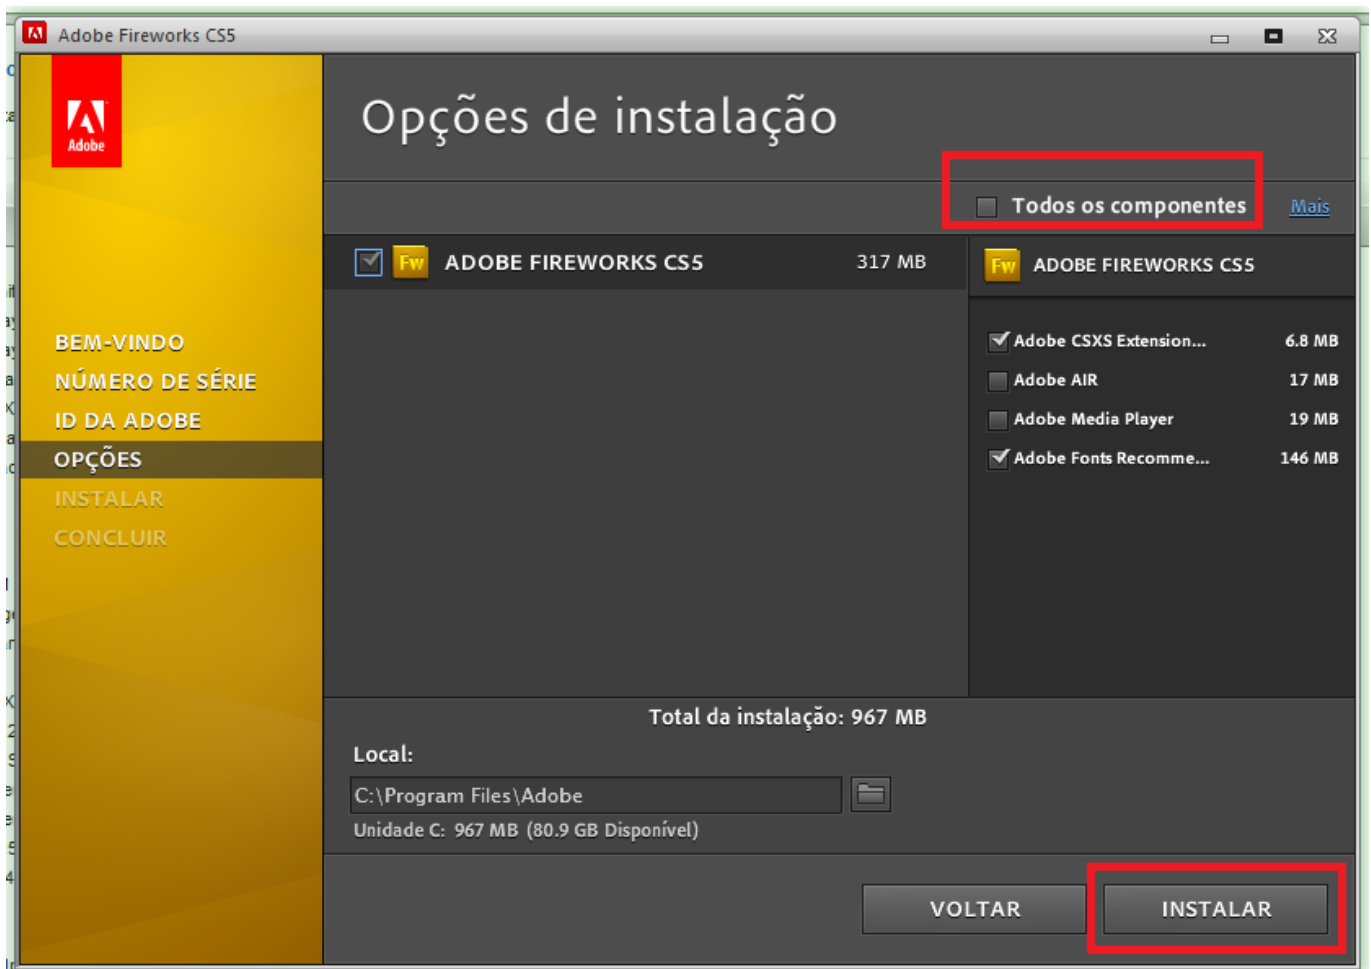 Adobe Fireworks CS5
Adobe
Opções de instalação
Todos os componentes Mais
Fw ADOBE FIREWORKS CS5 317 MB
Fw ADOBE FIREWORKS CS5
Adobe CSXS Extension... 6.8 MB
Adobe AIR 17 MB
Adobe Media Player 19 MB
Adobe Fonts Recomme... 146 MB
BEM-VINDO
NÚMERO DE SÉRIE
ID DA ADOBE
OPÇÕES
INSTALAR
CONCLUIR
Total da instalação: 967 MB
Local:
C:\Program Files\Adobe
Unidade C: 967 MB (80.9 GB Disponível)
VOLTAR INSTALAR